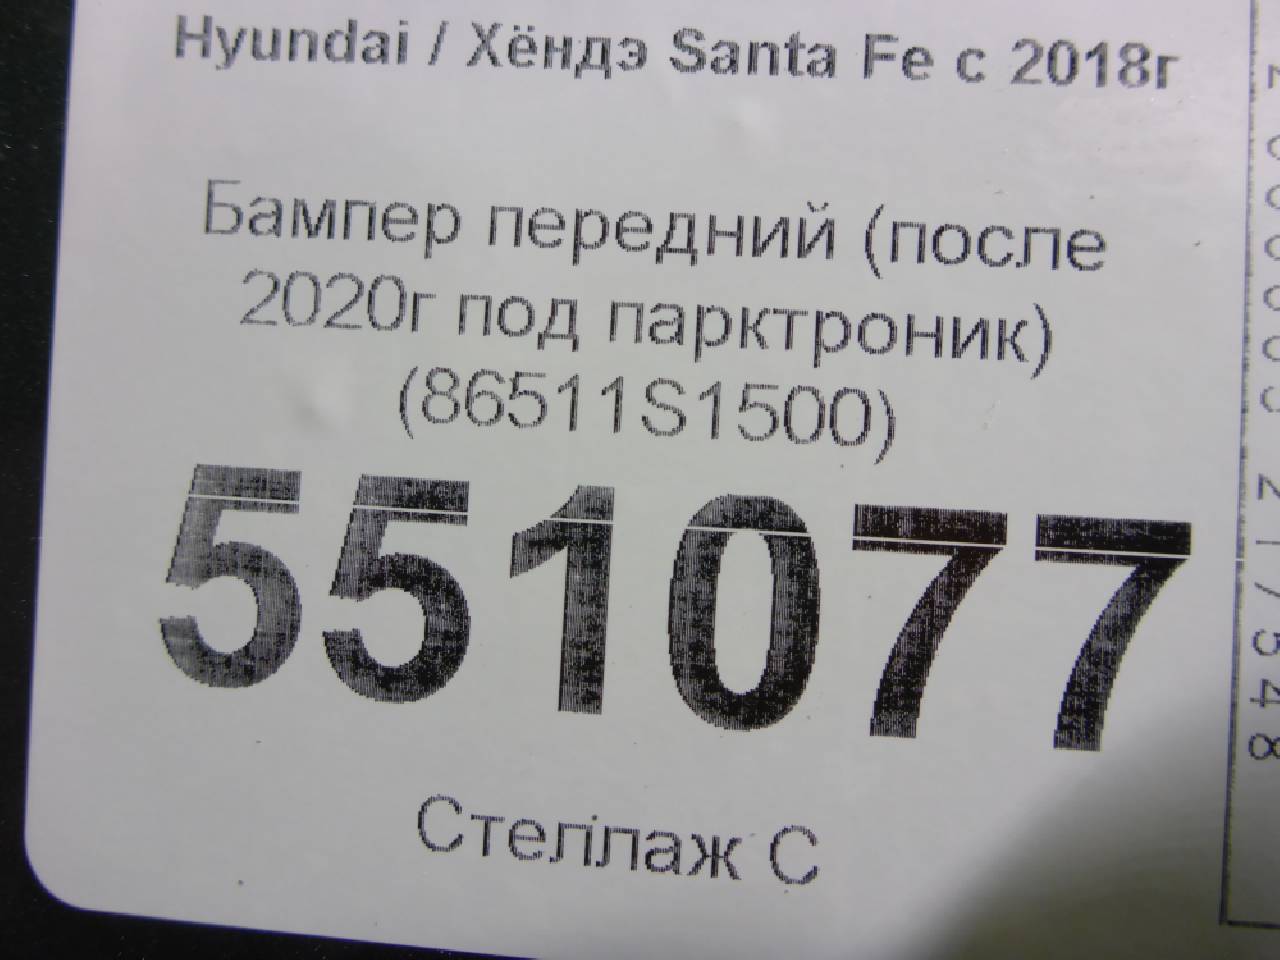 Hyundai / Хёндэ Santa Fe с 2018г
Бампер передний (после
2020г под парктроник)
(86511S1500)
551077
Стеллаж С